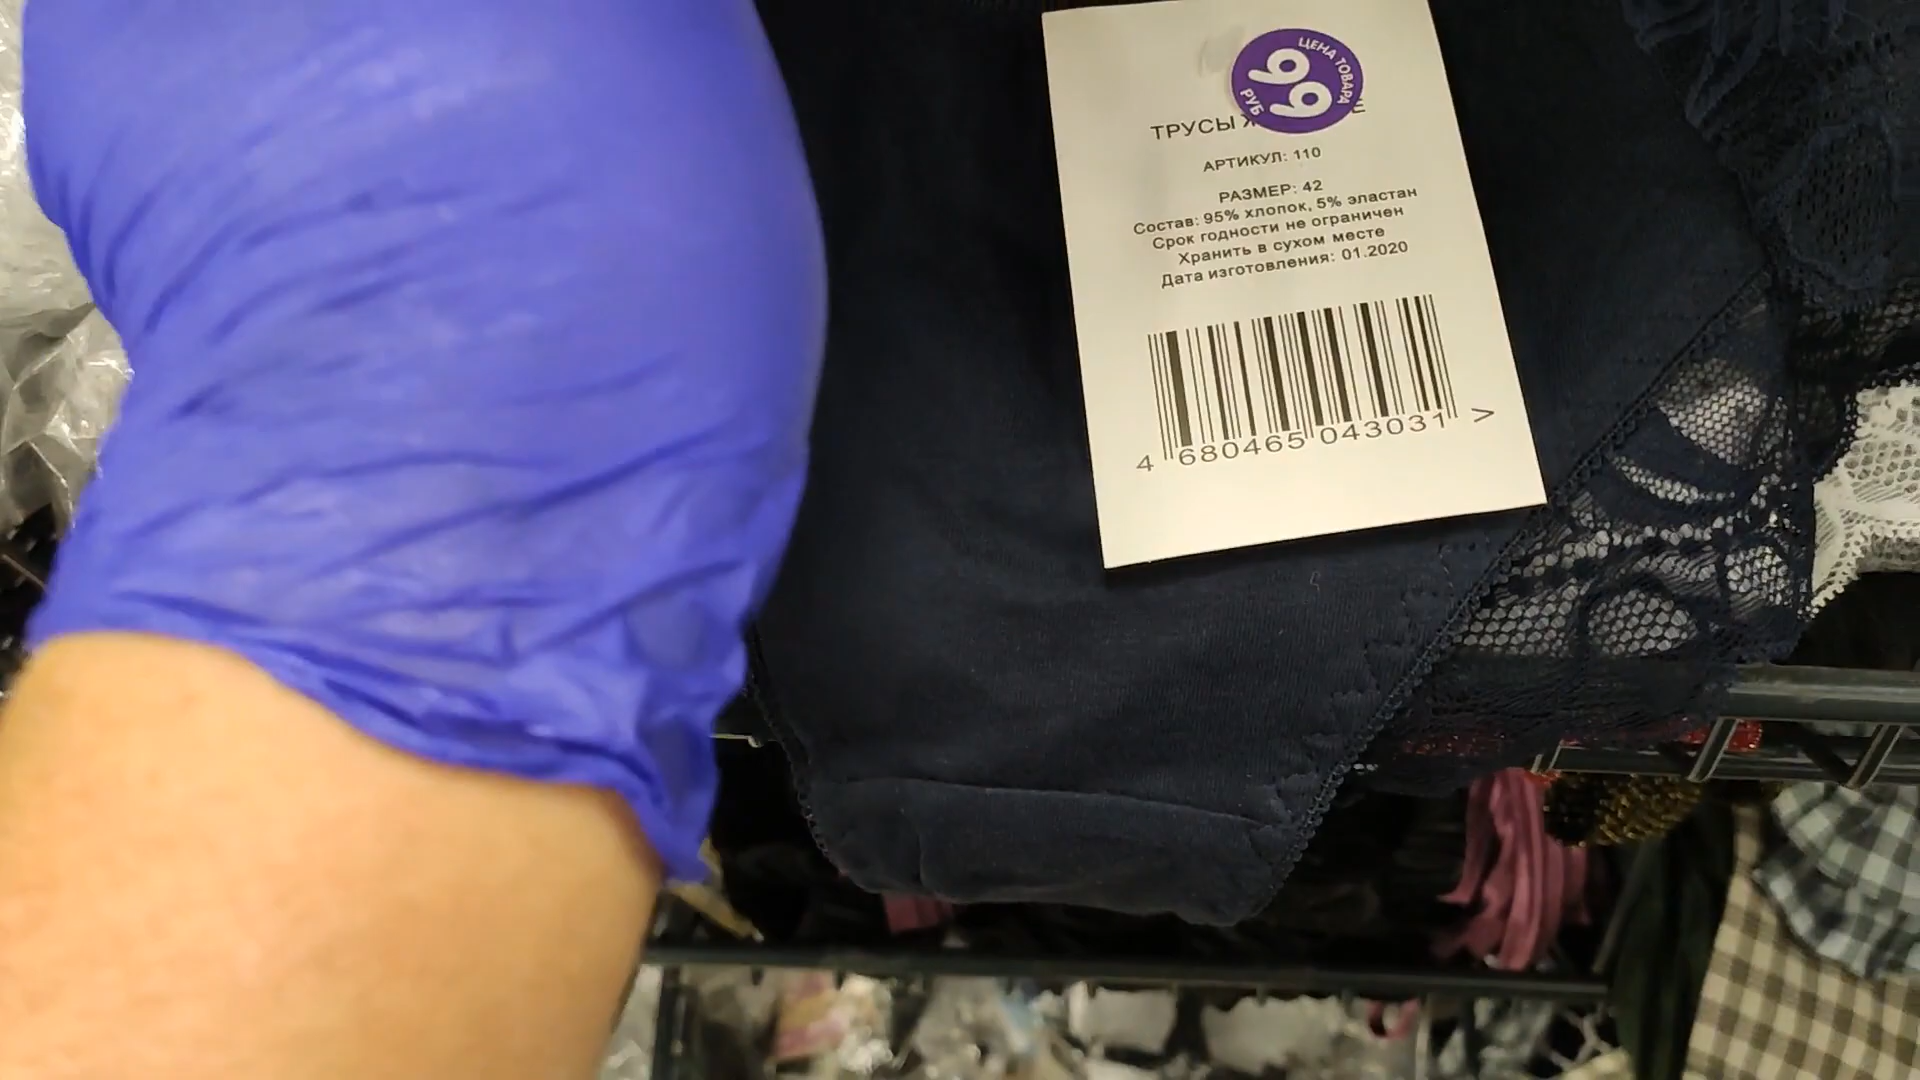 ЦЕНА ТОВАРА
99
РУБ
ТРУСЫ
АРТИКУЛ: 110
РАЗМЕР: 42
Состав: 95% хлопок, 5% эластан
Срок годности не ограничен
Хранить в сухом месте
Дата изготовления: 01.2020
4 680465 043031 >